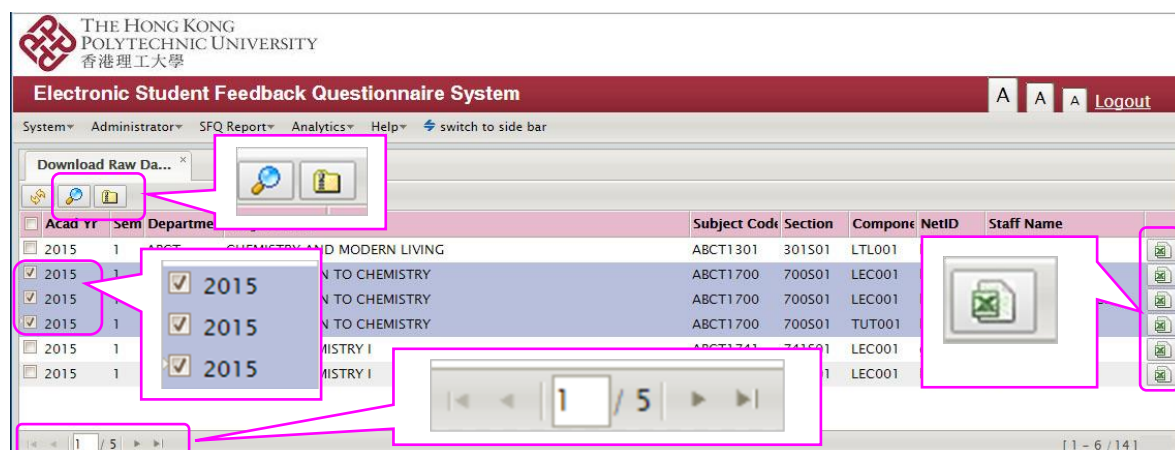 THE HONG KONG
POLYTECHNIC UNIVERSITY
香港理工大學
Electronic Student Feedback Questionnaire System
A A A Logout
System Administrator SFQ Report Analytics Help switch to side bar
Download Raw Da... ×
Acad Yr Sem Departme Subject Code Section Compone NetID Staff Name
2015 1 ABCT CHEMISTRY AND MODERN LIVING ABCT1301 301S01 LTL001
2015 1 N TO CHEMISTRY ABCT1700 700S01 LEC001
2015 N TO CHEMISTRY ABCT1700 700S01 LEC001
2015 N TO CHEMISTRY ABCT1700 700S01 TUT001
2015 1 MISTRY I ABCT1741 741S01 LEC001
2015 1 MISTRY I LEC001
2015
2015
2015
1 / 5
1 / 5
[ 1 - 6 / 14 ]